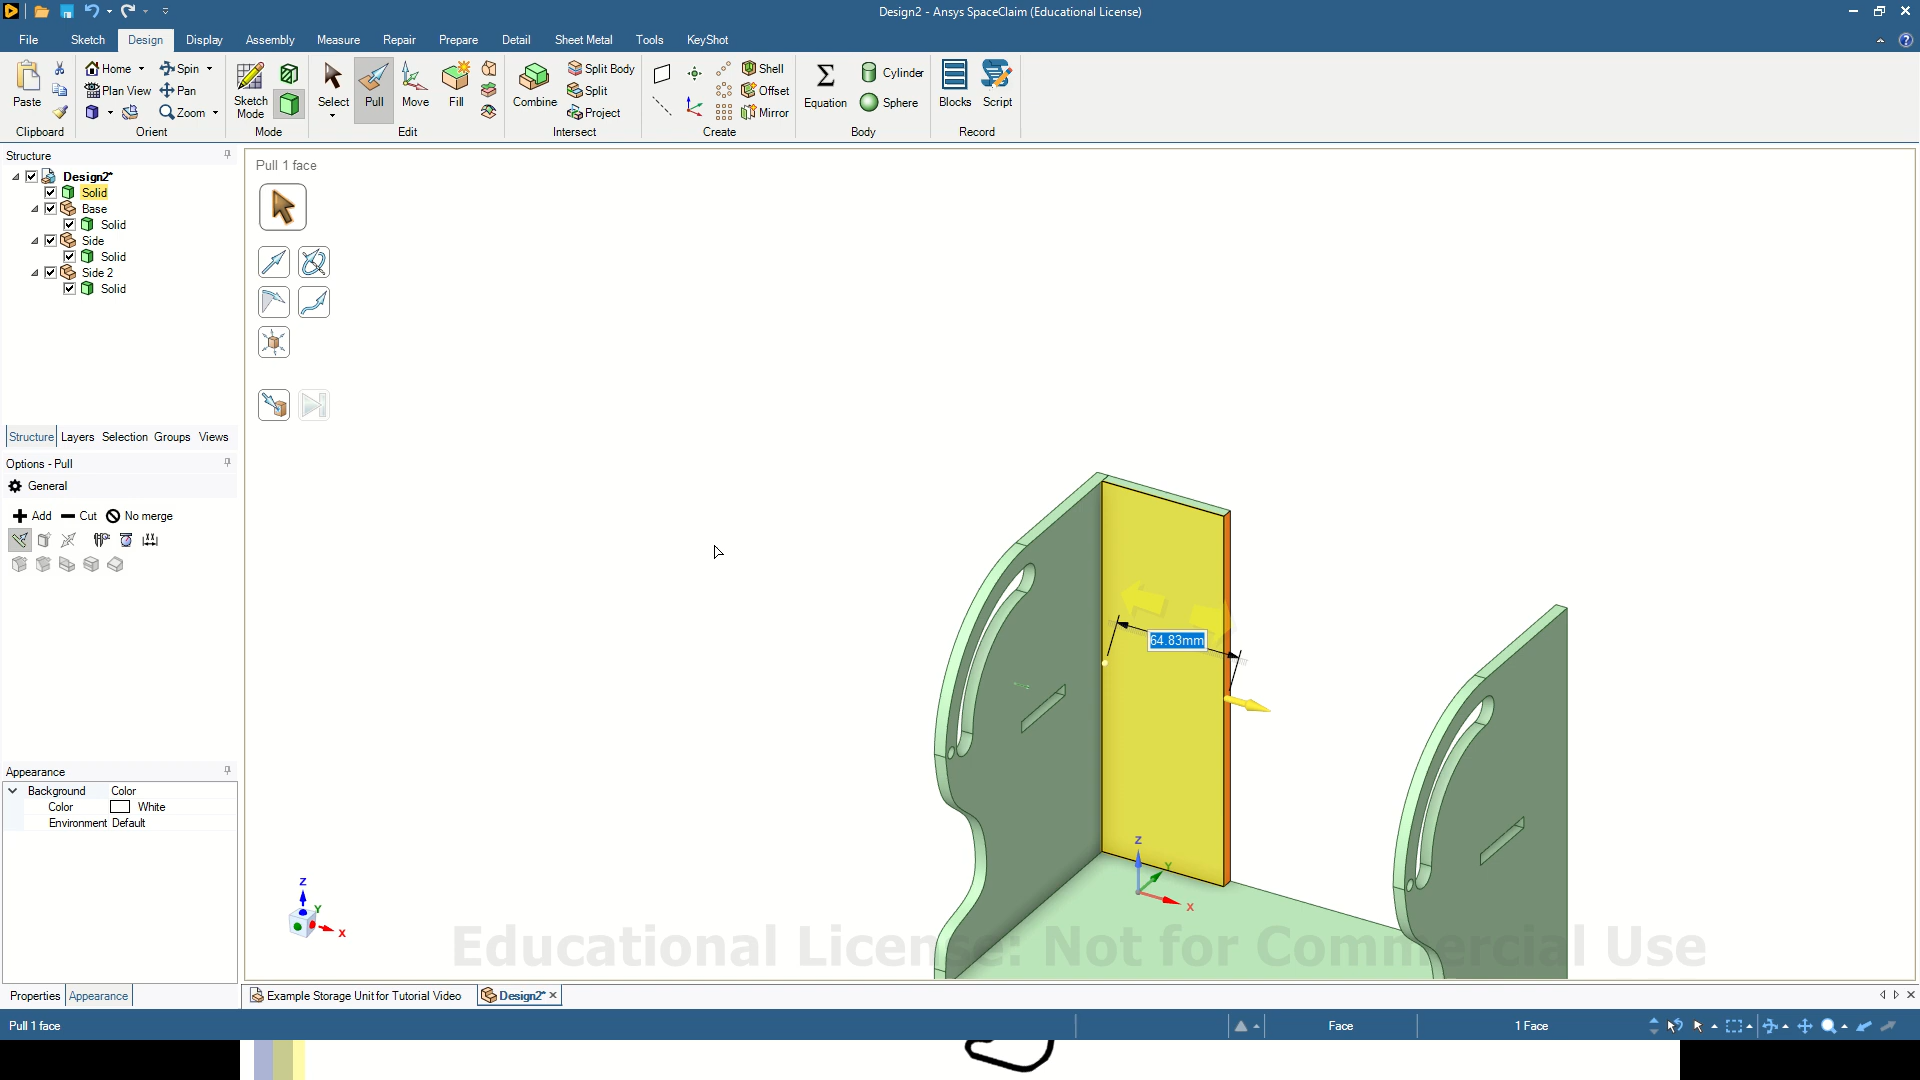 Design2 - Ansys SpaceClaim (Educational License)
File Sketch Design Display Assembly Measure Repair Prepare Detail Sheet Metal Tools KeyShot
Paste
Clipboard
Home Spin
Plan View Pan
Zoom
Orient
Sketch Mode
Mode
Select Pull Move Fill
Edit
Combine
Split Body
Split
Project
Intersect
Shell
Offset
Mirror
Create
Equation
Cylinder
Sphere
Body
Blocks Script
Record
Structure
Design2*
Solid
Base
Solid
Side
Solid
Side 2
Solid
Structure Layers Selection Groups Views
Options - Pull
General
Add Cut No merge
Appearance
Background Color
Color White
Environment Default
Properties Appearance
Pull 1 face
64.83mm
Z
Y
X
Z
Y
X
Educational License: Not for Commercial Use
Example Storage Unit for Tutorial Video Design2*
Pull 1 face Face 1 Face